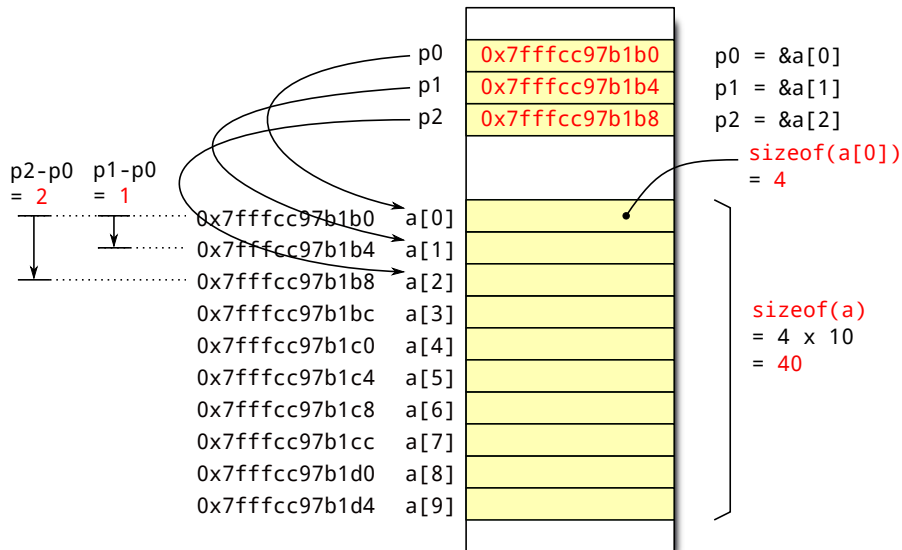 p0 0x7fffcc97b1b0 p0 = &a[0]
p1 0x7fffcc97b1b4 p1 = &a[1]
p2 0x7fffcc97b1b8 p2 = &a[2]
sizeof(a[0])
= 4
p2-p0 p1-p0
= 2 = 1
0x7fffcc97b1b0 a[0]
0x7fffcc97b1b4 a[1]
0x7fffcc97b1b8 a[2]
0x7fffcc97b1bc a[3]
0x7fffcc97b1c0 a[4]
0x7fffcc97b1c4 a[5]
0x7fffcc97b1c8 a[6]
0x7fffcc97b1cc a[7]
0x7fffcc97b1d0 a[8]
0x7fffcc97b1d4 a[9]
sizeof(a)
= 4 x 10
= 40